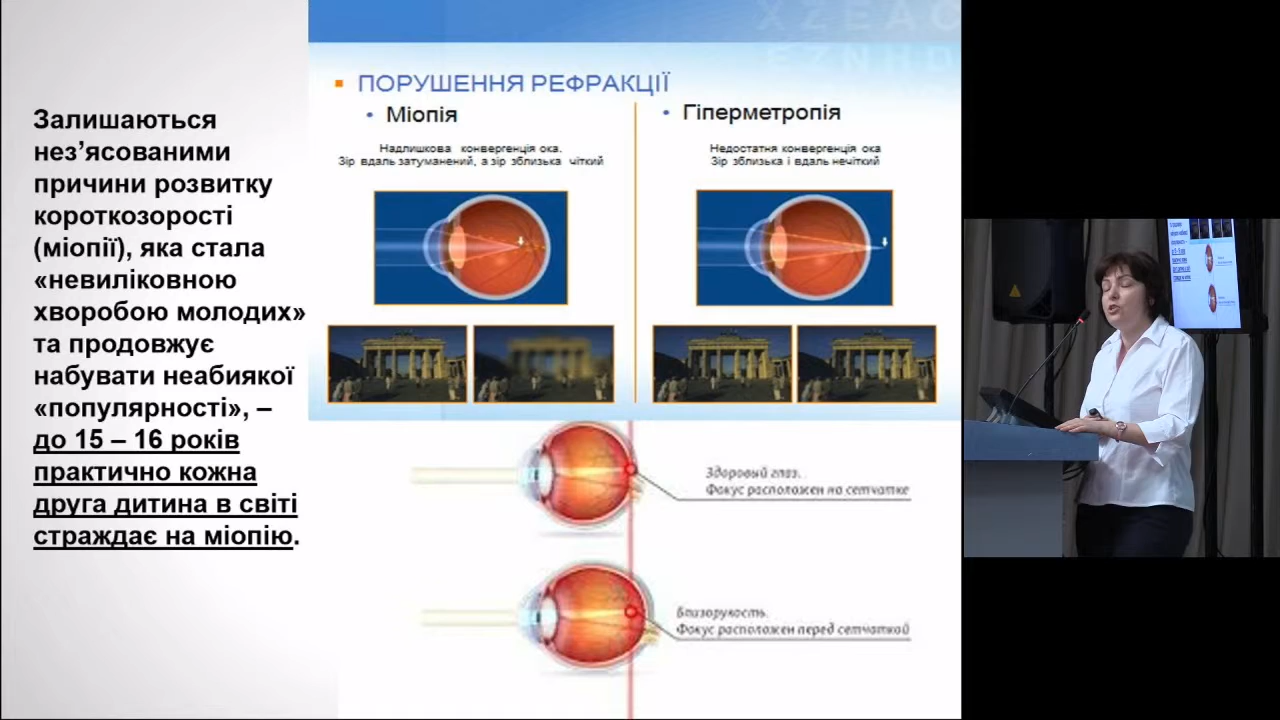 Залишаються
нез’ясованими
причини розвитку
короткозорості
(міопії), яка стала
«невиліковною
хворобою молодих»
та продовжує
набувати неабиякої
«популярності», –
до 15 – 16 років
практично кожна
друга дитина в світі
страждає на міопію.
XZEAC
EZNHD
ПОРУШЕННЯ РЕФРАКЦІЇ
Міопія
Надлишкова конвергенція ока.
Зір вдаль затуманений, а зір зблизька чіткий
Гіперметропія
Недостатня конвергенція ока
Зір зблизька і вдаль нечіткий
Здоровый глаз.
Фокус расположен на сетчатке
Близорукость.
Фокус расположен перед сетчаткой